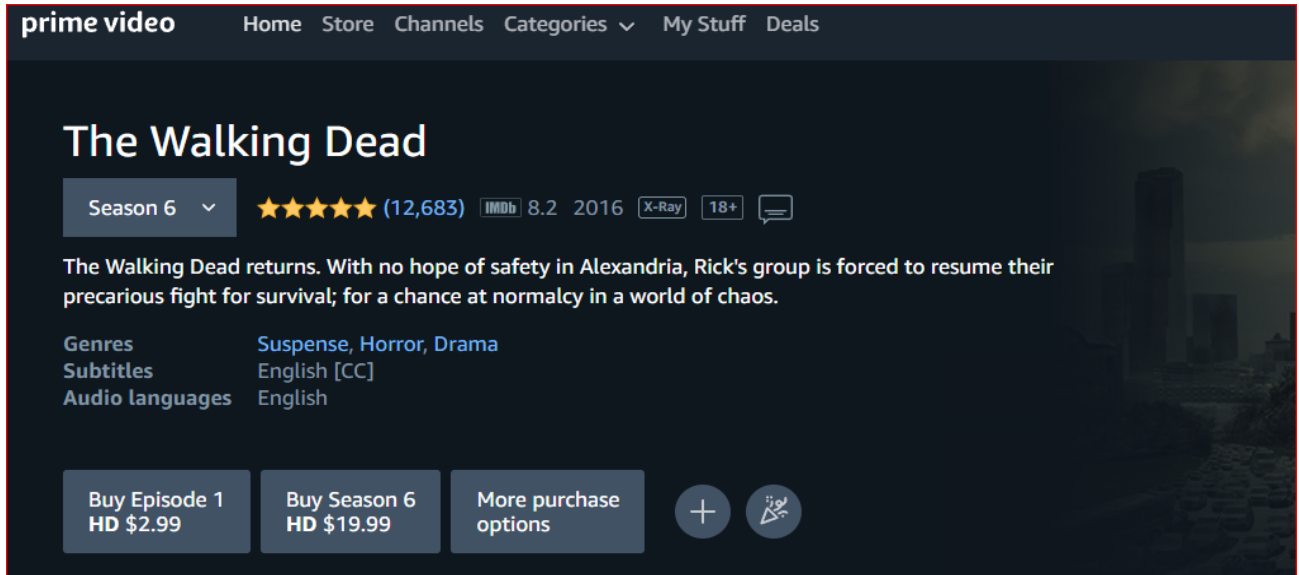 prime video Home Store Channels Categories My Stuff Deals
The Walking Dead
Season 6 (12,683) IMDb 8.2 2016 X-Ray 18+
The Walking Dead returns. With no hope of safety in Alexandria, Rick's group is forced to resume their
precarious fight for survival; for a chance at normalcy in a world of chaos.
Genres Suspense, Horror, Drama
Subtitles English [CC]
Audio languages English
Buy Episode 1 Buy Season 6 More purchase
HD $2.99 HD $19.99 options